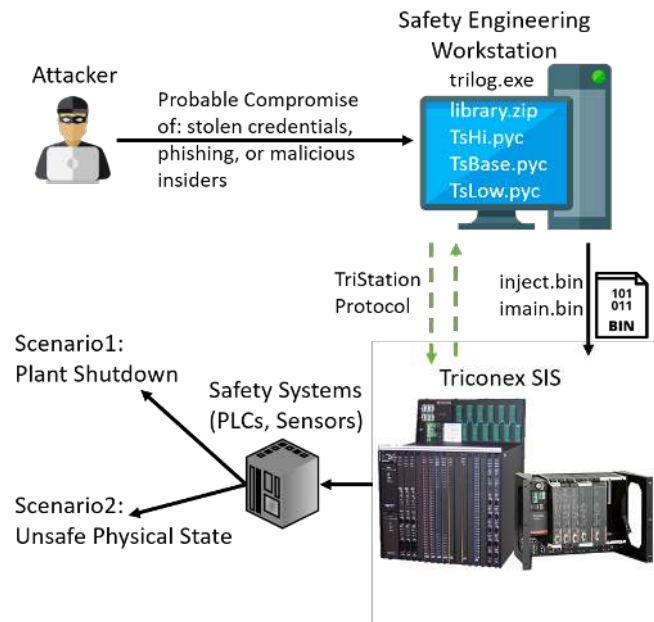 Safety Engineering
Workstation
trilog.exe
library.zip
TsHi.pyc
TsBase.pyc
TsLow.pyc
Attacker
Probable Compromise
of: stolen credentials,
phishing, or malicious
insiders
TriStation
Protocol
inject.bin
imain.bin
101
011
BIN
Scenario1:
Plant Shutdown
Safety Systems
(PLCs, Sensors)
Triconex SIS
Scenario2:
Unsafe Physical State